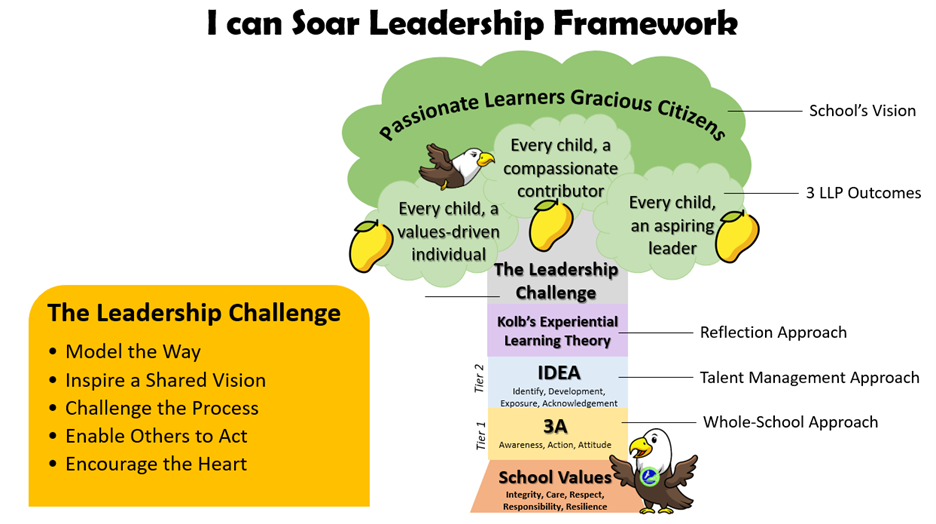 I can Soar Leadership Framework
Passionate Learners Gracious Citizens
School's Vision
Every child, a
compassionate
contributor
3 LLP Outcomes
Every child, a
values-driven
individual
Every child,
an aspiring
leader
The Leadership
Challenge
The Leadership Challenge
• Model the Way
• Inspire a Shared Vision
• Challenge the Process
• Enable Others to Act
• Encourage the Heart
Kolb's Experiential
Learning Theory
Reflection Approach
Tier 2
IDEA
Identify, Development,
Exposure, Acknowledgement
Talent Management Approach
Tier 1
3A
Awareness, Action, Attitude
Whole-School Approach
School Values
Integrity, Care, Respect,
Responsibility, Resilience